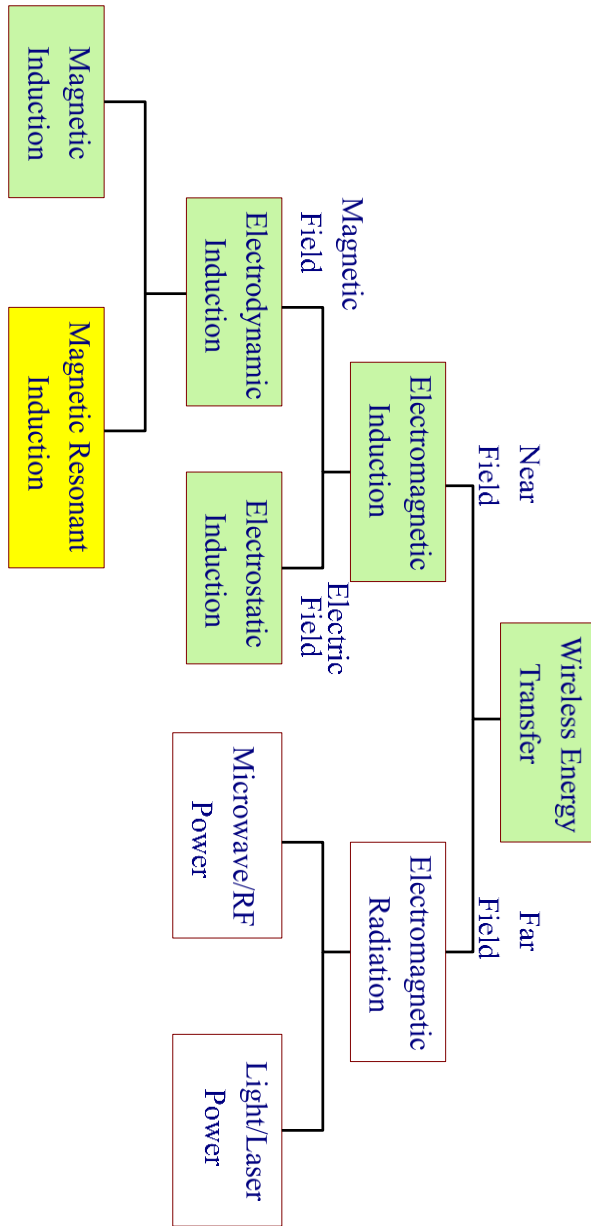 Wireless Energy
Transfer
Near
Field
Far
Field
Electromagnetic
Induction
Electromagnetic
Radiation
Magnetic
Field
Electric
Field
Electrodynamic
Induction
Electrostatic
Induction
Microwave/RF
Power
Light/Laser
Power
Magnetic
Induction
Magnetic Resonant
Induction